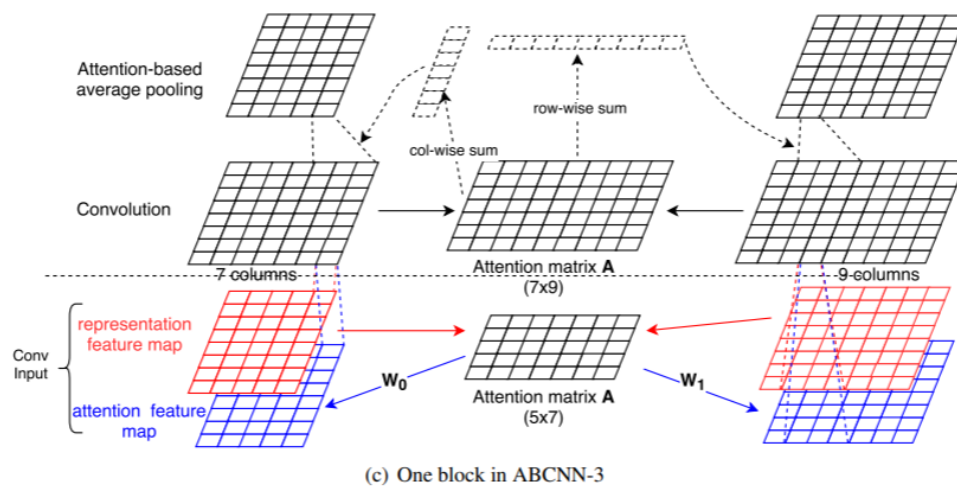 Attention-based
average pooling
row-wise sum
col-wise sum
Convolution
7 columns
Attention matrix A
(7x9)
9 columns
Conv
Input
representation
feature map
attention feature
map
W0
W1
Attention matrix A
(5x7)
(c) One block in ABCNN-3